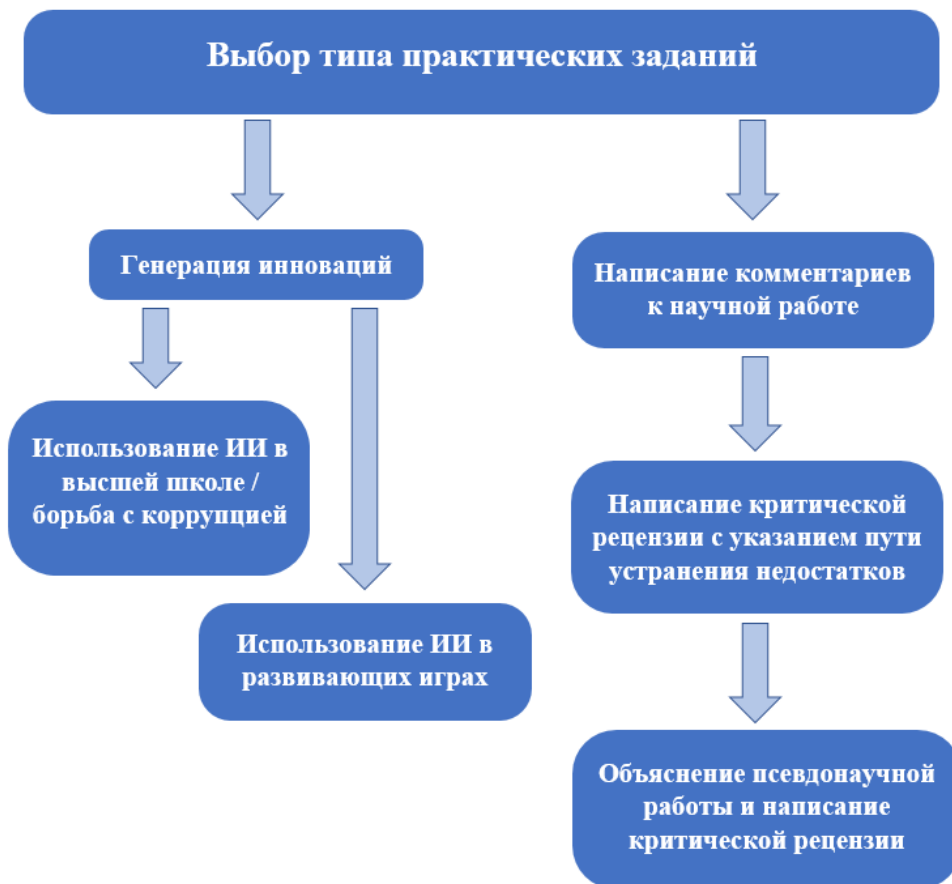 Выбор типа практических заданий
Генерация инноваций
Написание комментариев
к научной работе
Использование ИИ в
высшей школе /
борьба с коррупцией
Написание критической
рецензии с указанием пути
устранения недостатков
Использование ИИ в
развивающих играх
Объяснение псевдонаучной
работы и написание
критической рецензии